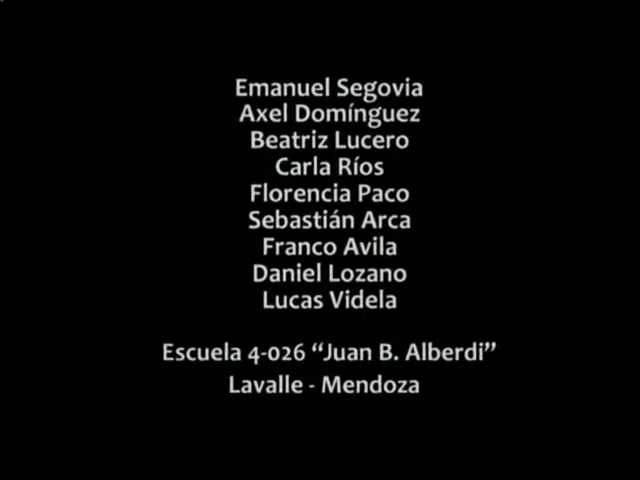 Emanuel Segovia
Axel Domínguez
Beatriz Lucero
Carla Ríos
Florencia Paco
Sebastián Arca
Franco Avila
Daniel Lozano
Lucas Videla
Escuela 4-026 “Juan B. Alberdi”
Lavalle - Mendoza